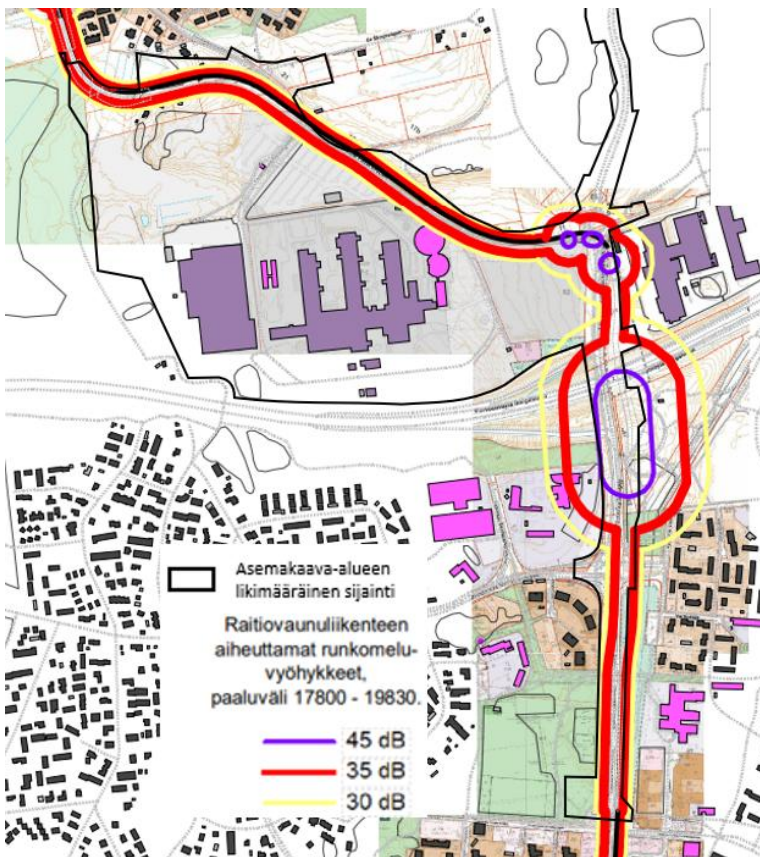 Asemakaava-alueen
likimääräinen sijainti
Raitiovaunuliikenteen
aiheuttamat runkomelu-
vyöhykkeet,
paaluväli 17800 - 19830.
45 dB
35 dB
30 dB